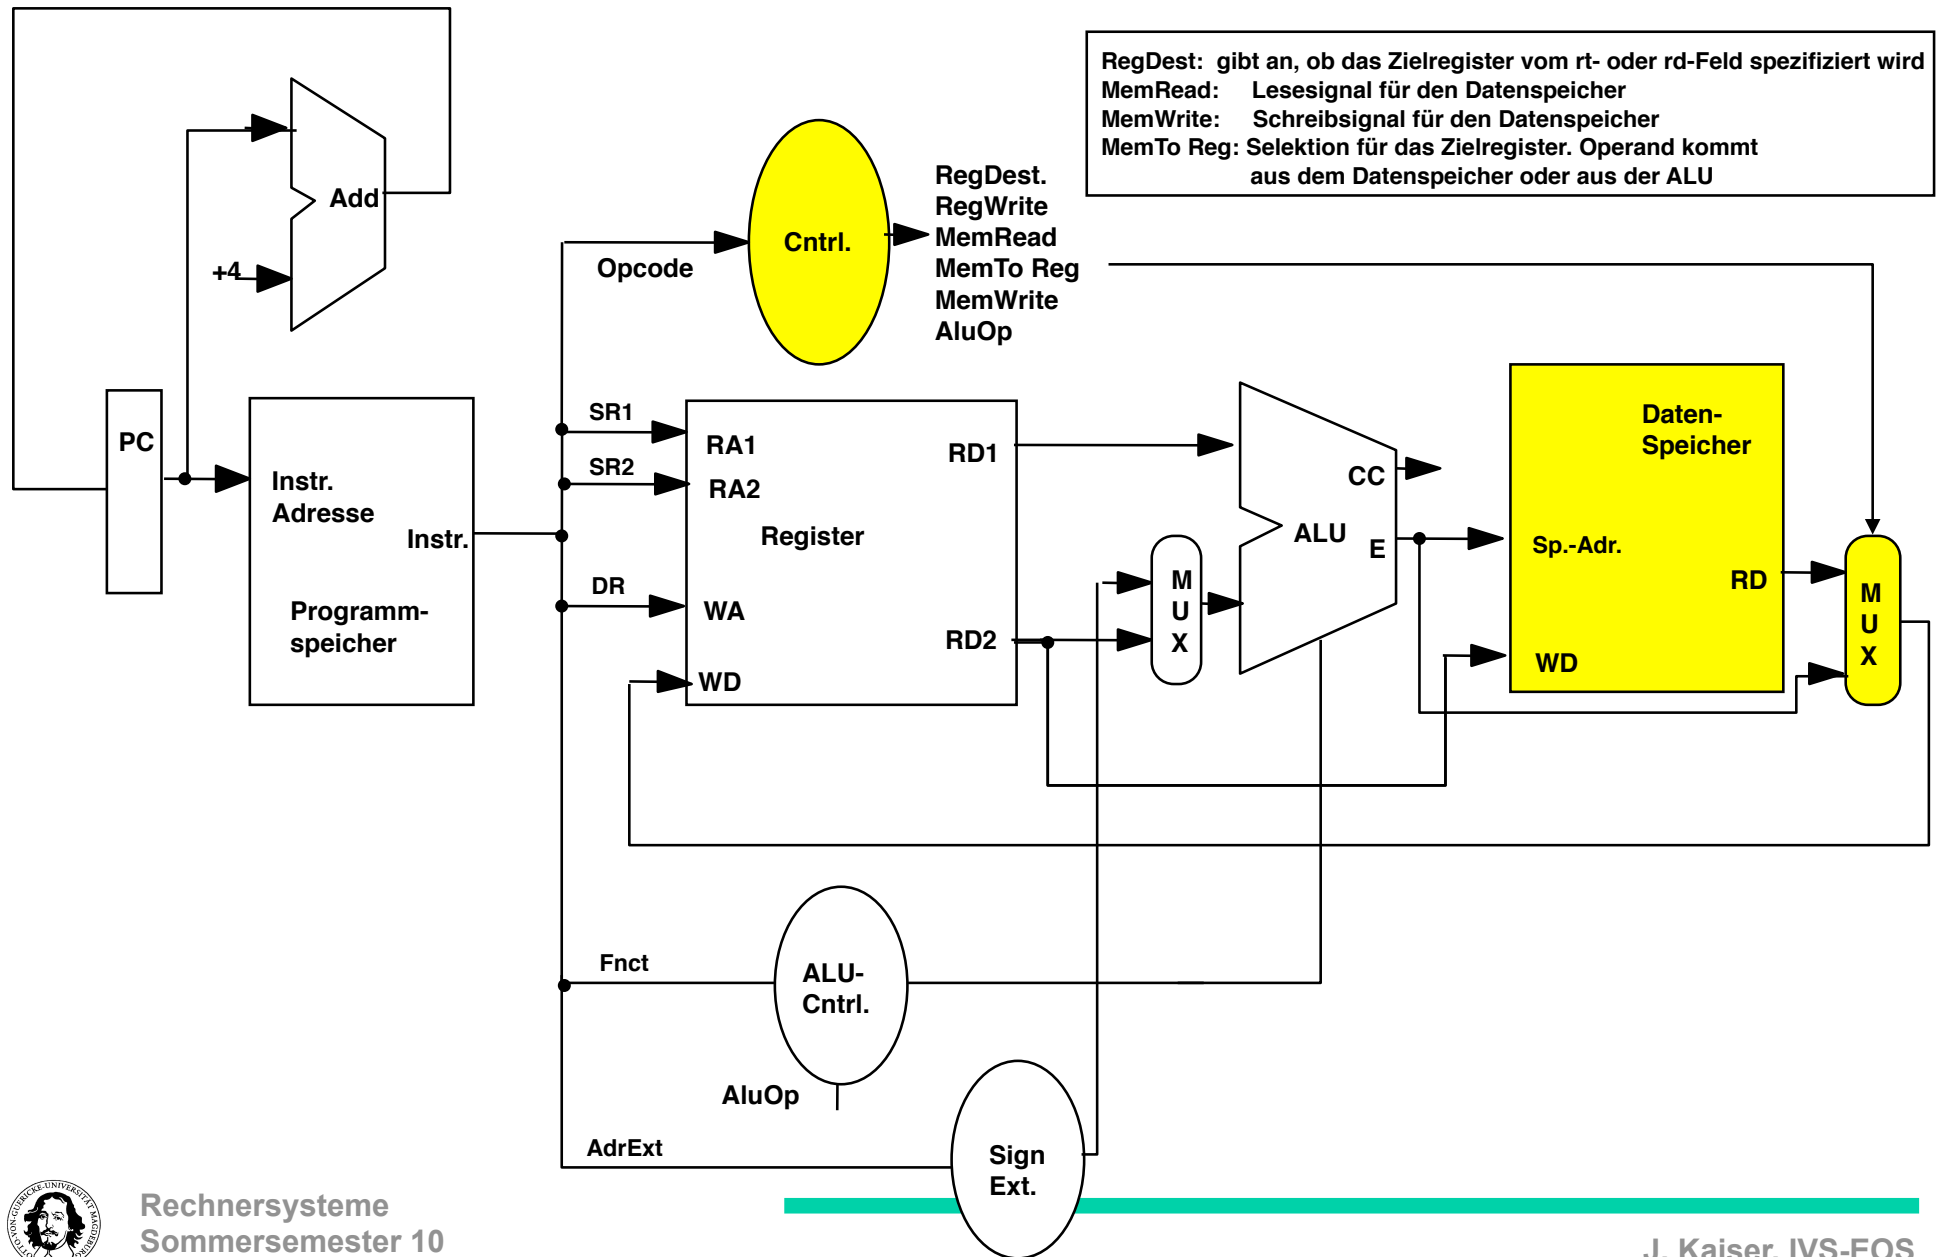 RegDest: gibt an, ob das Zielregister vom rt- oder rd-Feld spezifiziert wird
MemRead: Lesesignal für den Datenspeicher
MemWrite: Schreibsignal für den Datenspeicher
MemTo Reg: Selektion für das Zielregister. Operand kommt
aus dem Datenspeicher oder aus der ALU
Add
+4
Opcode
Cntrl.
RegDest.
RegWrite
MemRead
MemTo Reg
MemWrite
AluOp
PC
Instr.
Adresse
Instr.
Programm-
speicher
SR1
SR2
DR
RA1
RA2
Register
WA
WD
RD1
RD2
M
U
X
ALU
CC
E
Daten-
Speicher
Sp.-Adr.
RD
WD
M
U
X
Fnct
ALU-
Cntrl.
AluOp
AdrExt
Sign
Ext.
Rechnersysteme
Sommersemester 10
J. Kaiser, IVS-EOS